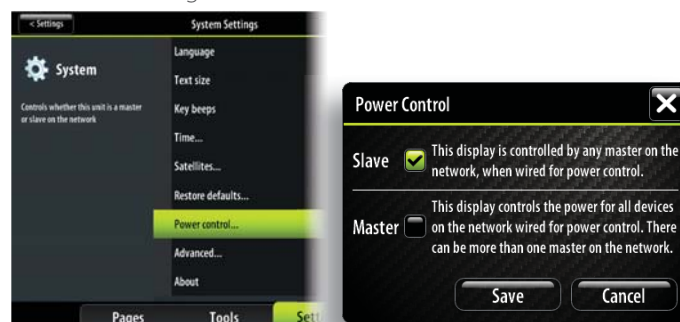 < Settings
System Settings
System
Controls whether this unit is a master
or slave on the network
Language
Text size
Key beeps
Time...
Satellites...
Restore defaults...
Power control...
Advanced...
About
Pages
Tools
Power Control
Slave
This display is controlled by any master on the
network, when wired for power control.
Master
This display controls the power for all devices
on the network wired for power control. There
can be more than one master on the network.
Save
Cancel